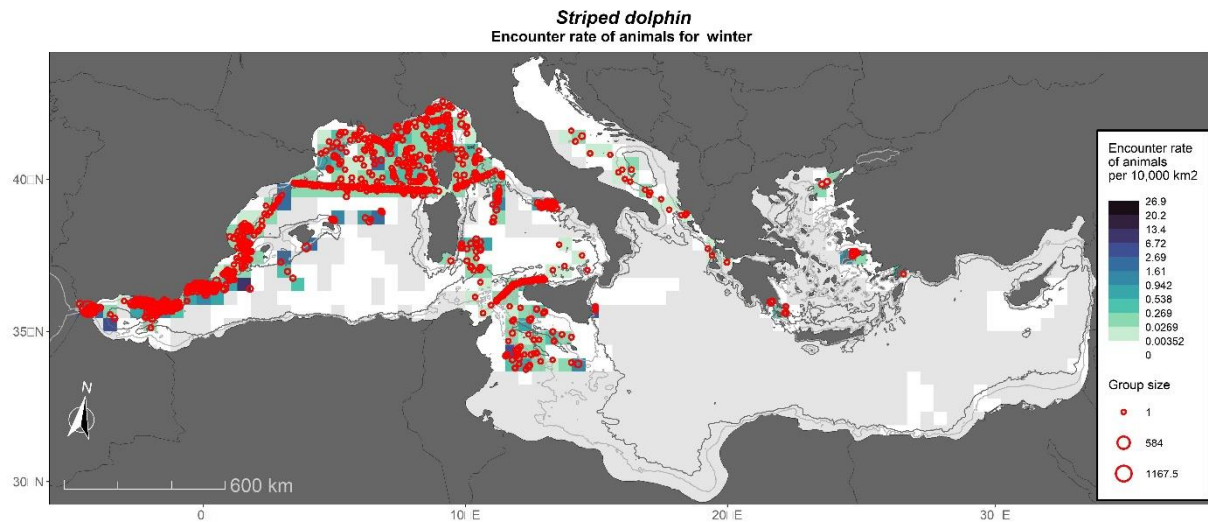 Striped dolphin
Encounter rate of animals for winter
Encounter rate
of animals
per 10,000 km2
26.9
20.2
13.4
6.72
2.69
1.61
0.942
0.538
0.269
0.0269
0.00352
0
Group size
1
584
1167.5
40□N
35□N
30□N
N
600 km
0
10□E
20□E
30□E